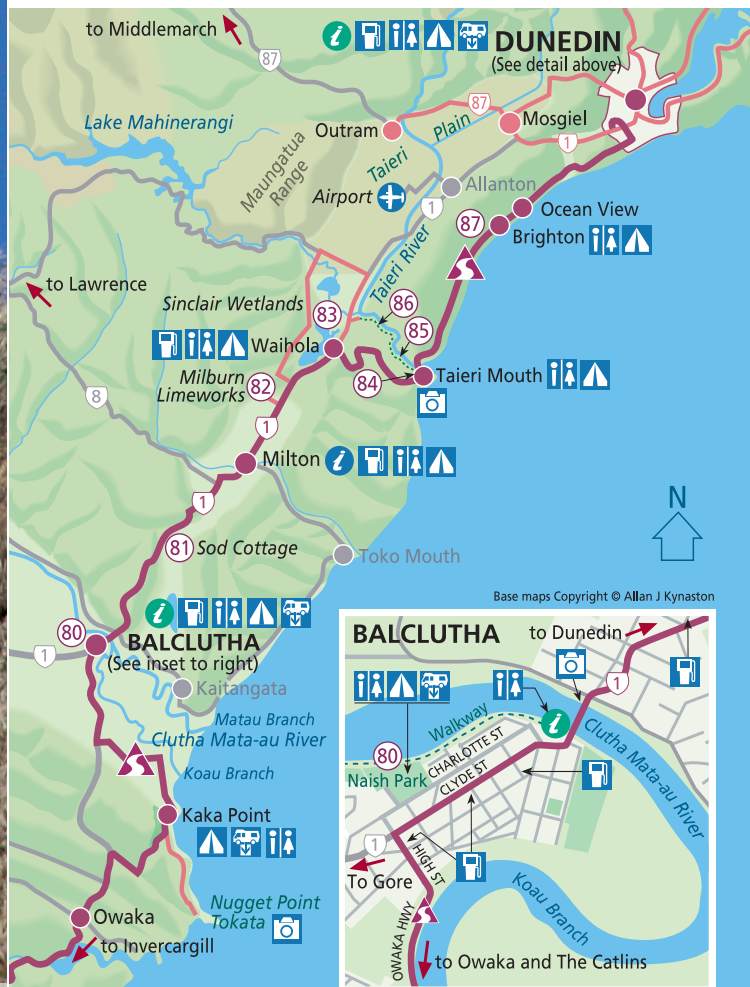 to Middlemarch
87
i
DUNEDIN
(See detail above)
Lake Mahinerangi
Outram
87
Plain
Mosgiel
1
Maungatua
Range
Taieri
Airport
Allanton
1
87
Ocean View
Brighton
to Lawrence
Taieri River
Sinclair Wetlands
86
83
85
Waihola
Milburn
Limeworks
82
84
Taieri Mouth
8
1
Milton
i
N
1
81
Sod Cottage
Toko Mouth
Base maps Copyright © Allan J Kynaston
i
80
BALCLUTHA
(See inset to right)
1
Kaitangata
Matau Branch
Clutha Mata-au River
Koau Branch
Kaka Point
Nugget Point
Tokata
Owaka
to Invercargill
BALCLUTHA
to Dunedin
1
i
Walkway
Clutha Mata-au River
80
Naish Park
CHARLOTTE ST
CLYDE ST
1
To Gore
HIGH ST
Koau Branch
OWAKA HWY
to Owaka and The Catlins